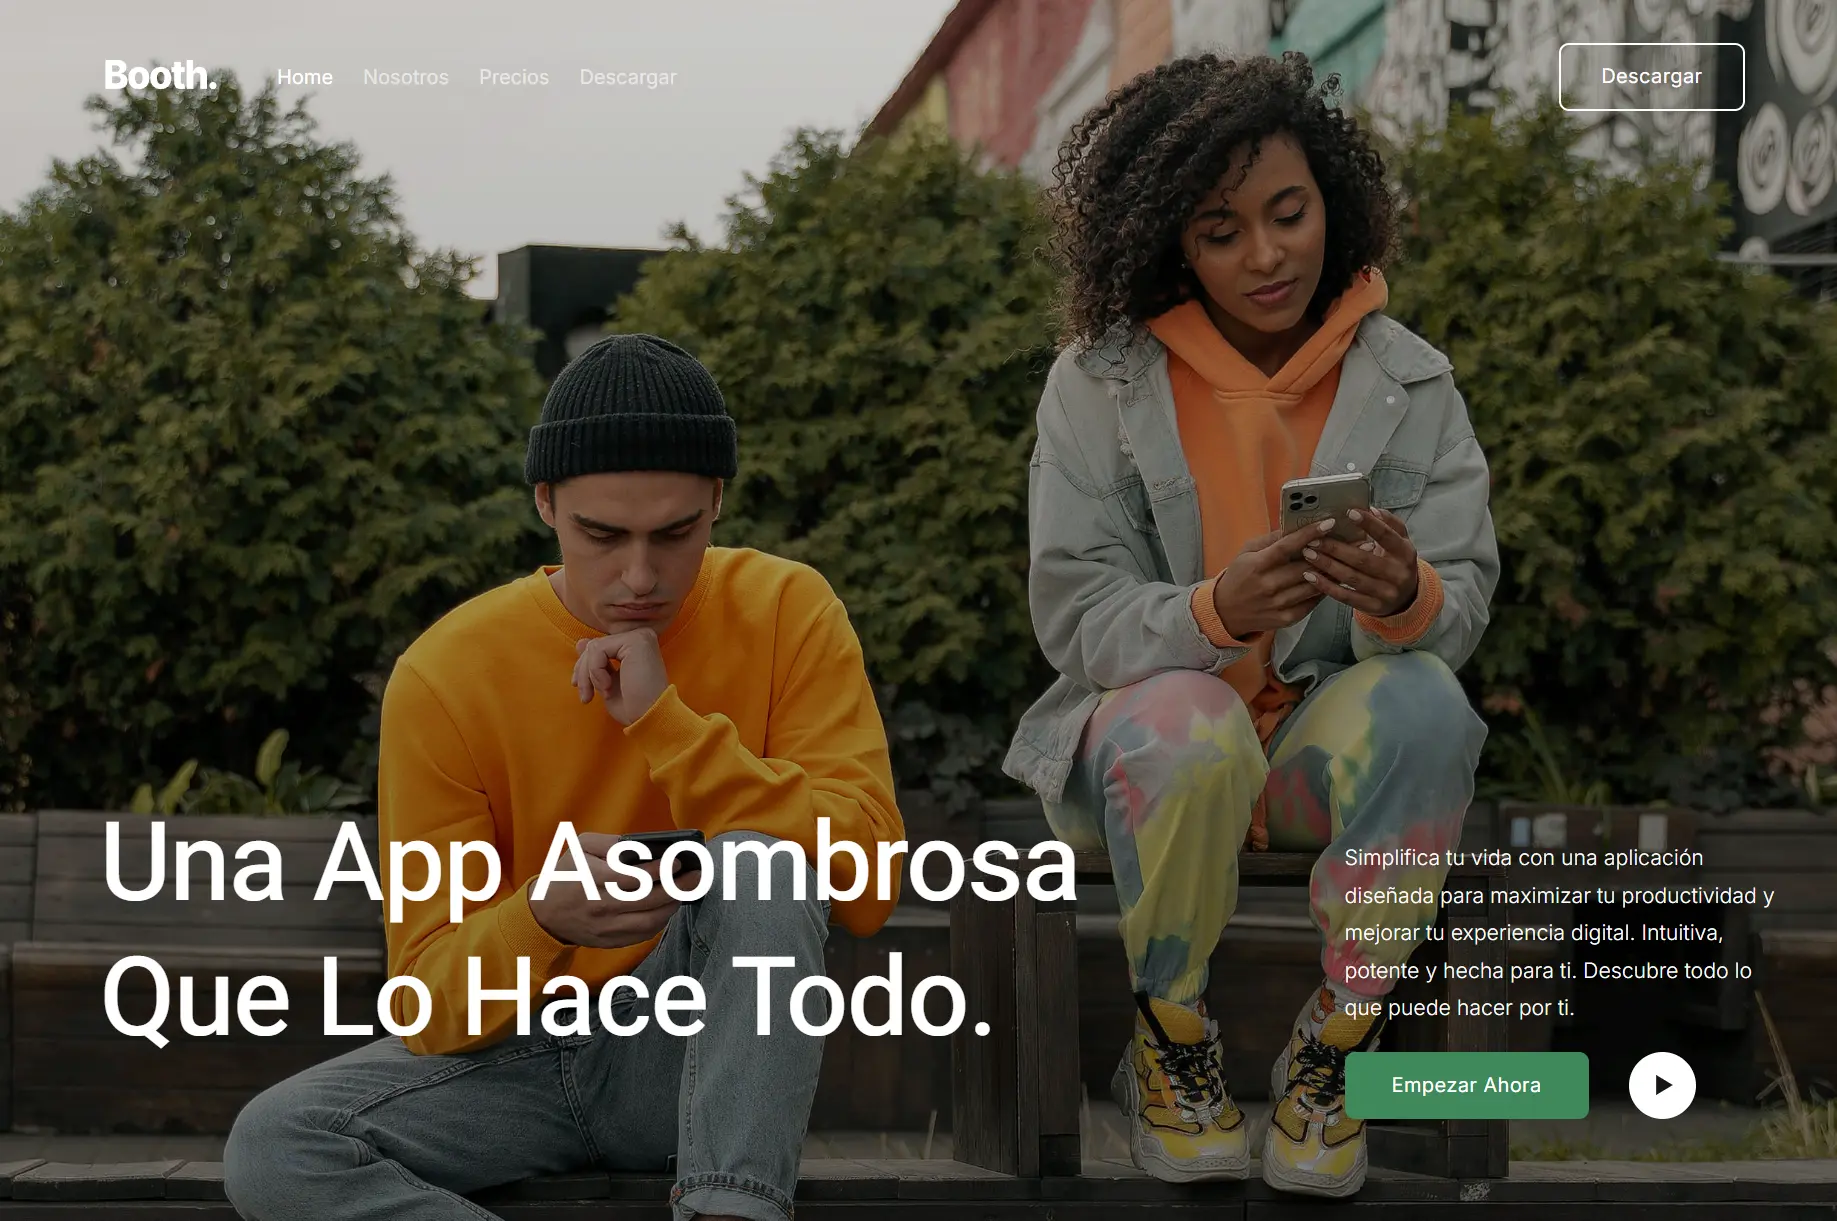 Booth.
Home
Nosotros
Precios
Descargar
Descargar
Una App Asombrosa
Que Lo Hace Todo.
Simplifica tu vida con una aplicación
diseñada para maximizar tu productividad y
mejorar tu experiencia digital. Intuitiva,
potente y hecha para ti. Descubre todo lo
que puede hacer por ti.
Empezar Ahora